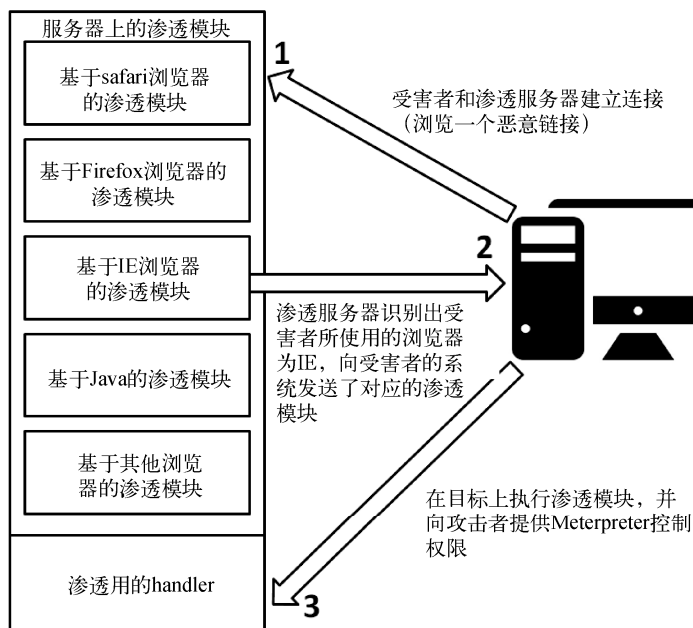 服务器上的渗透模块
基于safari浏览器
的渗透模块
基于Firefox浏览器的
渗透模块
基于IE浏览器
的渗透模块
基于Java的渗透模块
基于其他浏览
器的渗透模块
渗透用的handler
1
受害者和渗透服务器建立连接
（浏览一个恶意链接）
2
渗透服务器识别出受
害者所使用的浏览器
为IE，向受害者的系
统发送了对应的渗透
模块
在目标上执行渗透模块，并
向攻击者提供Meterpreter控制
权限
3